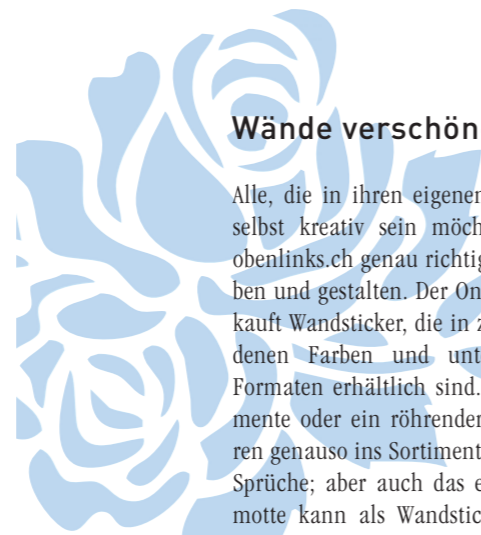 Wände verschön
Alle, die in ihren eigenen
selbst kreativ sein möch
obenlinks.ch genau richtig
ben und gestalten. Der On
kauft Wandsticker, die in z
denen Farben und unt
Formaten erhältlich sind.
mente oder ein röhrender
ren genauso ins Sortiment
Sprüche; aber auch das e
motte kann als Wandstic